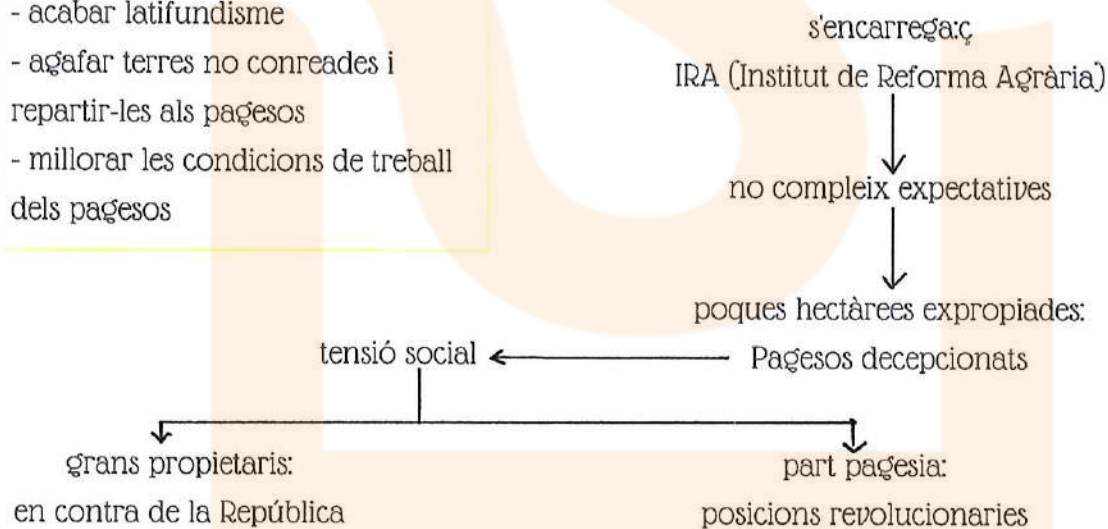 - acabar latifundisme
- agafar terres no conreades i
repartir-les als pagesos
- millorar les condicions de treball
dels pagesos
s'encarrega:ç
IRA (Institut de Reforma Agrària)
no compleix expectatives
poques hectàrees expropiades:
Pagesos decepcionats
tensió social
grans propietaris:
en contra de la República
part pagesia:
posicions revolucionaries